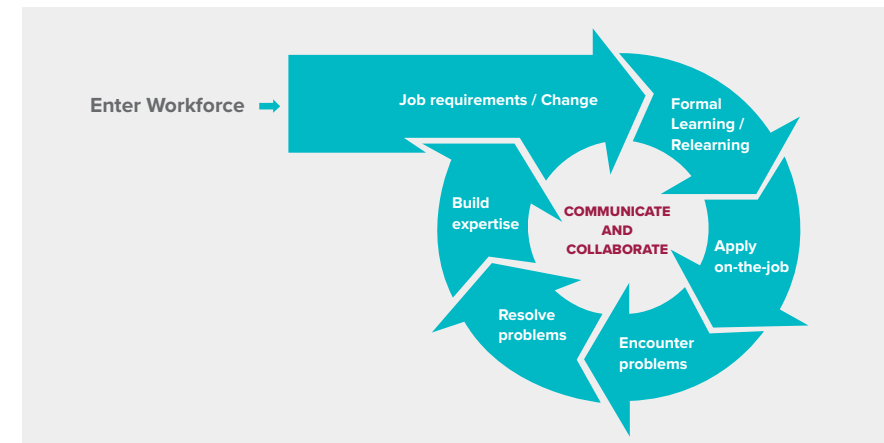 Enter Workforce
Job requirements / Change
Formal
Learning /
Relearning
Apply
on-the-job
Encounter
problems
Resolve
problems
Build
expertise
COMMUNICATE
AND
COLLABORATE